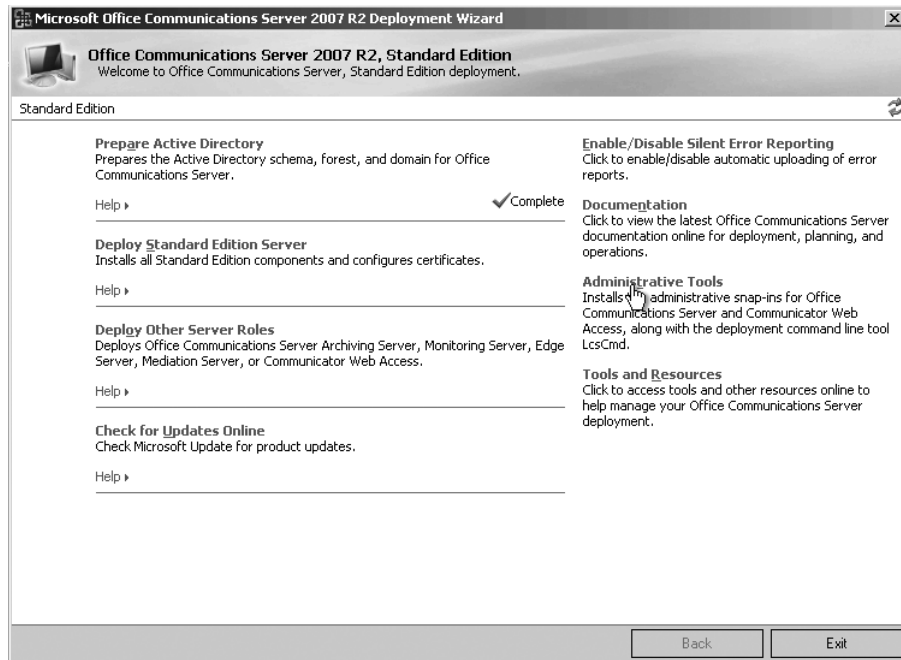 Microsoft Office Communications Server 2007 R2 Deployment Wizard
Office Communications Server 2007 R2, Standard Edition
Welcome to Office Communications Server, Standard Edition deployment.
Standard Edition
Prepare Active Directory
Prepares the Active Directory schema, forest, and domain for Office
Communications Server.
Help
Complete
Deploy Standard Edition Server
Installs all Standard Edition components and configures certificates.
Help
Deploy Other Server Roles
Deploys Office Communications Server Archiving Server, Monitoring Server, Edge
Server, Mediation Server, or Communicator Web Access.
Help
Check for Updates Online
Check Microsoft Update for product updates.
Help
Enable/Disable Silent Error Reporting
Click to enable/disable automatic uploading of error
reports.
Documentation
Click to view the latest Office Communications Server
documentation online for deployment, planning, and
operations.
Administrative Tools
Installs administrative snap-ins for Office
Communications Server and Communicator Web
Access, along with the deployment command line tool
LcsCmd.
Tools and Resources
Click to access tools and other resources online to
help manage your Office Communications Server
deployment.
Back
Exit